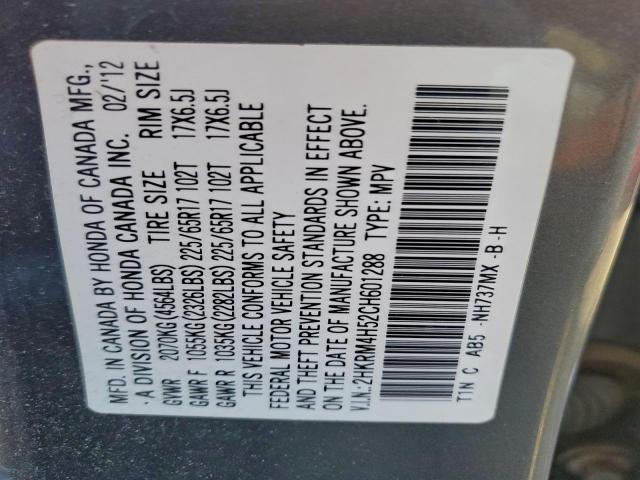 MFD. IN CANADA BY HONDA OF CANADA MFG.,
· A DIVISION OF HONDA CANADA INC. 02/'12
GVWR 2070KG(4564LBS) TIRE SIZE RIM SIZE
GAWR F 1055KG(2326LBS) 225/65R17 102T 17X6.5J
GAWR R 1035KG(2282LBS) 225/65R17 102T 17X6.5J
THIS VEHICLE CONFORMS TO ALL APPLICABLE
FEDERAL MOTOR VEHICLE SAFETY
AND THEFT PREVENTION STANDARDS IN EFFECT
ON THE DATE OF MANUFACTURE SHOWN ABOVE.
V.I.N.:2HKRM4H52CH601288 TYPE: MPV
T1N C AB5 -NH737MX -B -H